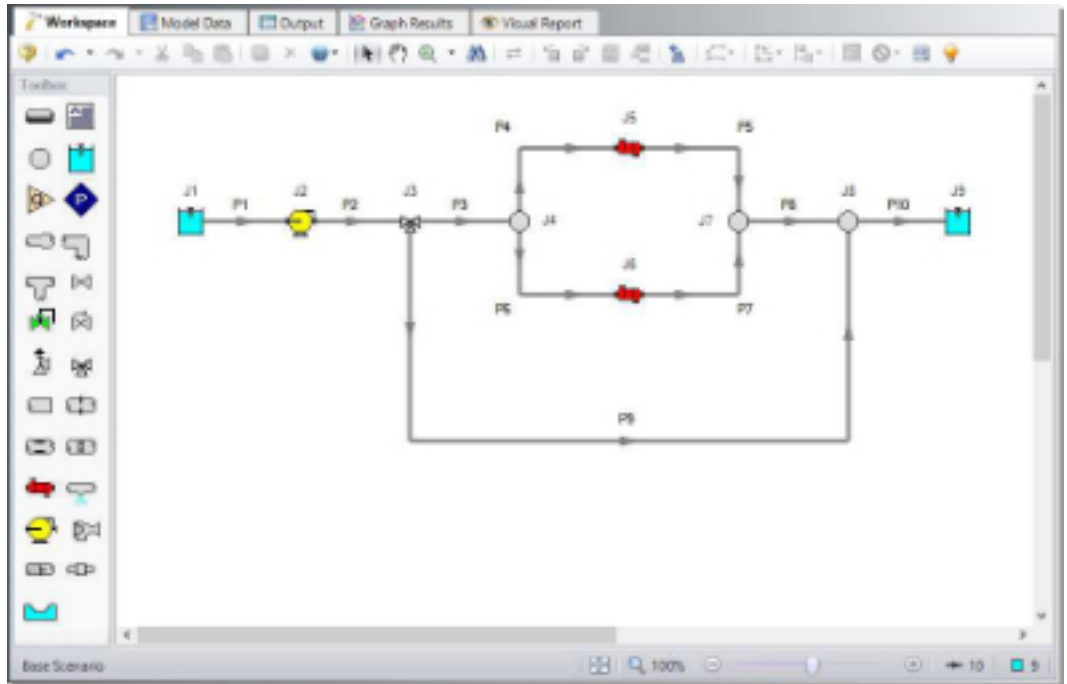 Workspace Model Data Output Graph Results Visual Report
Toolbox
P4 J5 P5
J1 P1 J2 P2 J3 P3 J4 J7 P8 J8 P10 J9
J6
P6 P7
P9
Base Scenario 100% 10 9